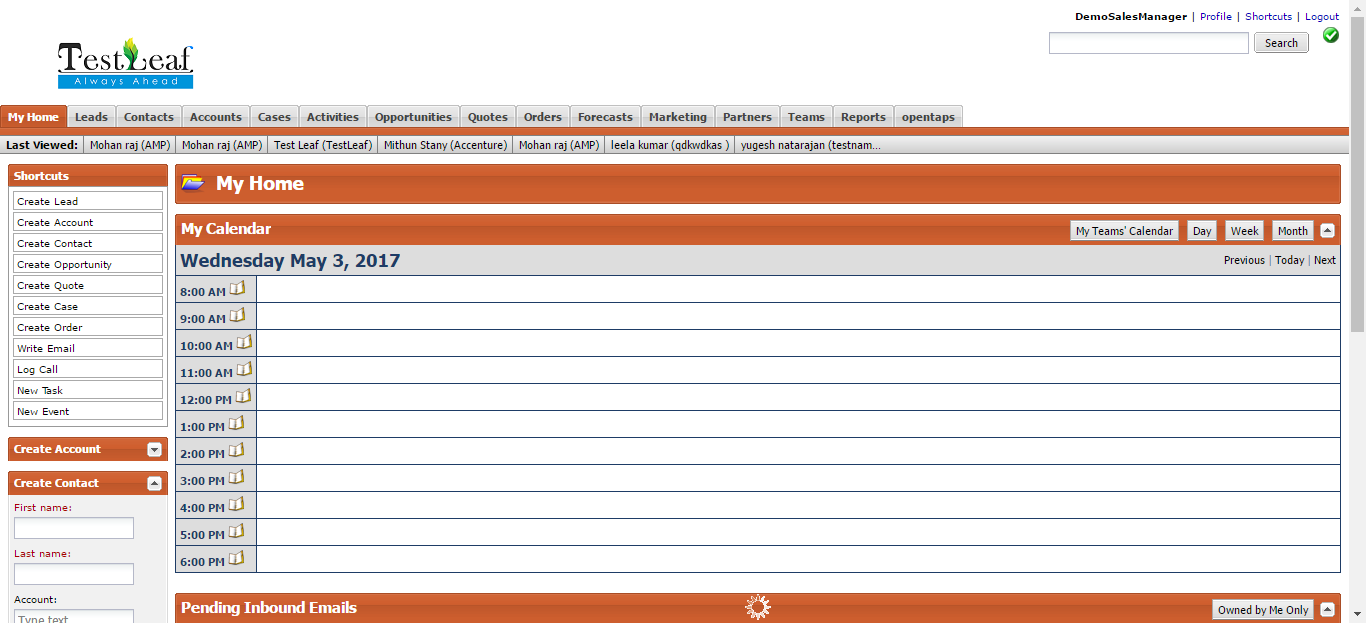 DemoSalesManager | Profile | Shortcuts | Logout
Search
TestLeaf
Always Ahead
My Home Leads Contacts Accounts Cases Activities Opportunities Quotes Orders Forecasts Marketing Partners Teams Reports opentaps
Last Viewed: Mohan raj (AMP) Mohan raj (AMP) Test Leaf (TestLeaf) Mithun Stany (Accenture) Mohan raj (AMP) leela kumar (qdkwdkas ) yugesh natarajan (testnam...
Shortcuts
Create Lead
Create Account
Create Contact
Create Opportunity
Create Quote
Create Case
Create Order
Write Email
Log Call
New Task
New Event
Create Account
Create Contact
First name:
Last name:
Account:
Type text
My Home
My Calendar My Teams' Calendar Day Week Month
Wednesday May 3, 2017 Previous | Today | Next
8:00 AM
9:00 AM
10:00 AM
11:00 AM
12:00 PM
1:00 PM
2:00 PM
3:00 PM
4:00 PM
5:00 PM
6:00 PM
Pending Inbound Emails Owned by Me Only